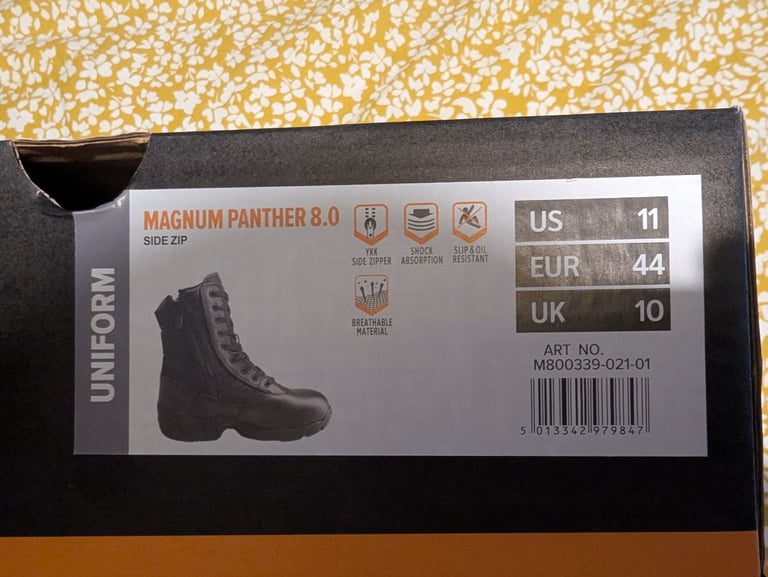 UNIFORM
MAGNUM PANTHER 8.0
SIDE ZIP
YKK
SIDE ZIPPER
SHOCK
ABSORPTION
SLIP & OIL
RESISTANT
BREATHABLE
MATERIAL
US 11
EUR 44
UK 10
ART NO.
M800339-021-01
5 013342 979847